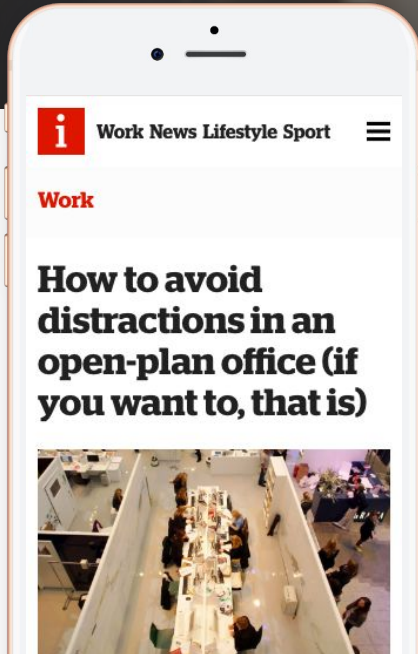 i
Work News Lifestyle Sport
Work
How to avoid
distractions in an
open-plan office (if
you want to, that is)